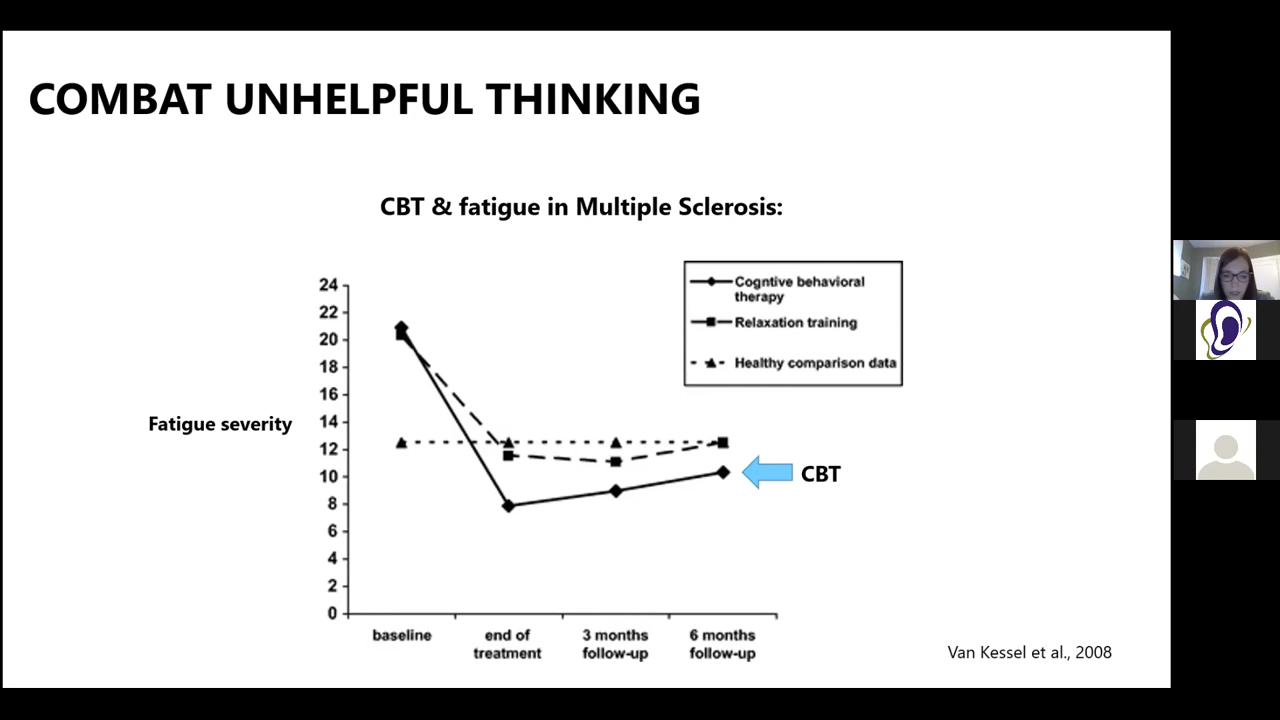 COMBAT UNHELPFUL THINKING
CBT & fatigue in Multiple Sclerosis:
Cogntive behavioral
therapy
Relaxation training
Healthy comparison data
Fatigue severity
24
22
20
18
16
14
12
10
8
6
4
2
0
CBT
baseline
end of
treatment
3 months
follow-up
6 months
follow-up
Van Kessel et al., 2008